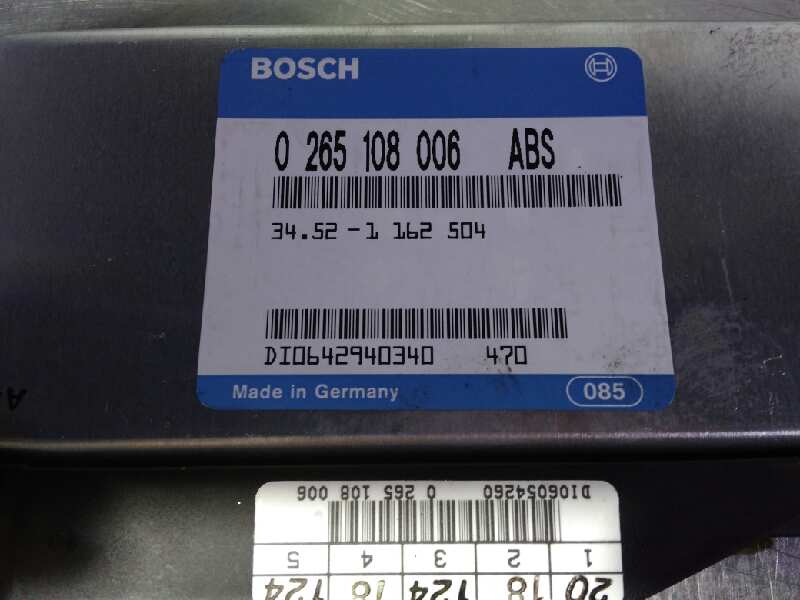 BOSCH
0 265 108 006 ABS
34.52-1 162 504
DI0642940340 470
Made in Germany 085
DI06054260 0 265 108 006
1 2 3 4 5
20 18 124 18 124